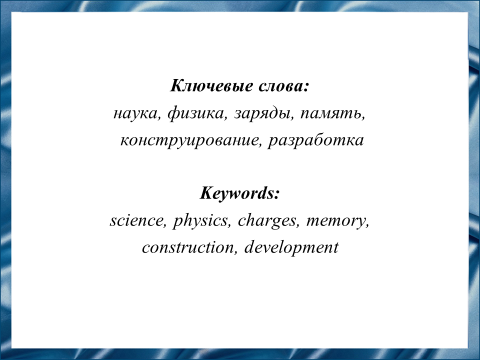 Ключевые слова:
наука, физика, заряды, память,
конструирование, разработка
Keywords:
science, physics, charges, memory,
construction, development